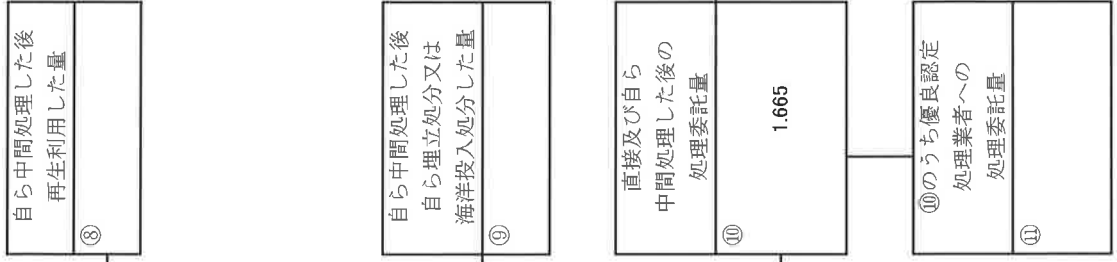 自ら中間処理した後
再生利用した量
⑧
自ら中間処理した後
自ら埋立処分又は
海洋投入処分した量
⑨
直接及び自ら
中間処理した後の
処理委託量
⑩
1.665
⑩のうち優良認定
処理業者への
処理委託量
⑪